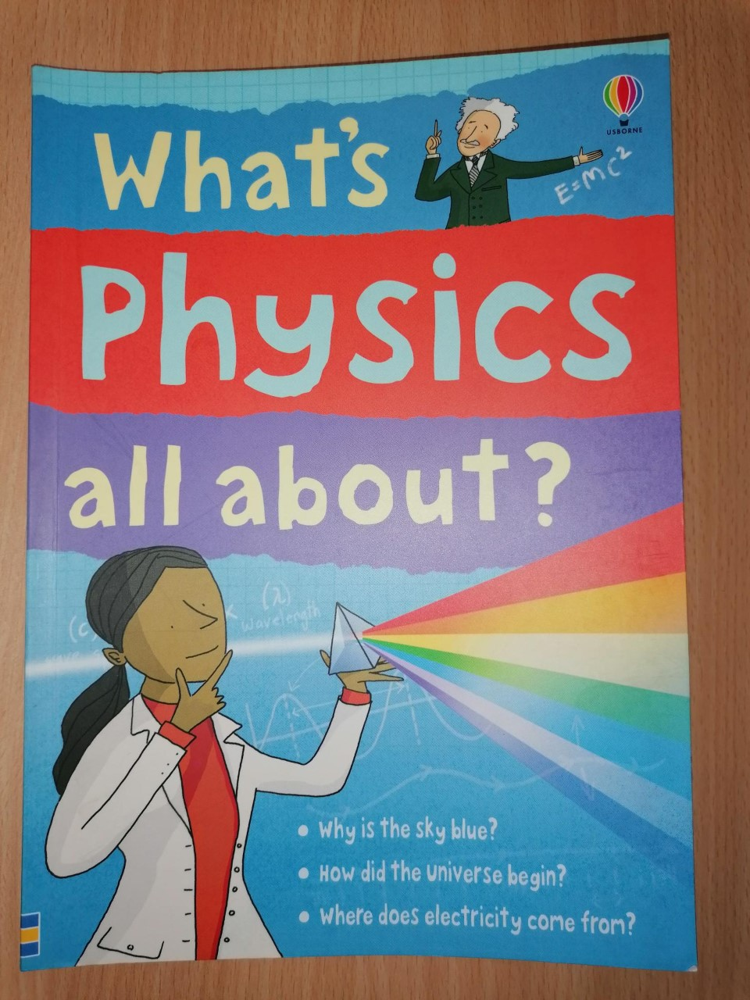 What's
USBORNE
E=MC²
Physics
all about?
(λ)
wavelength
(c)
• Why is the sky blue?
• How did the universe begin?
• Where does electricity come from?